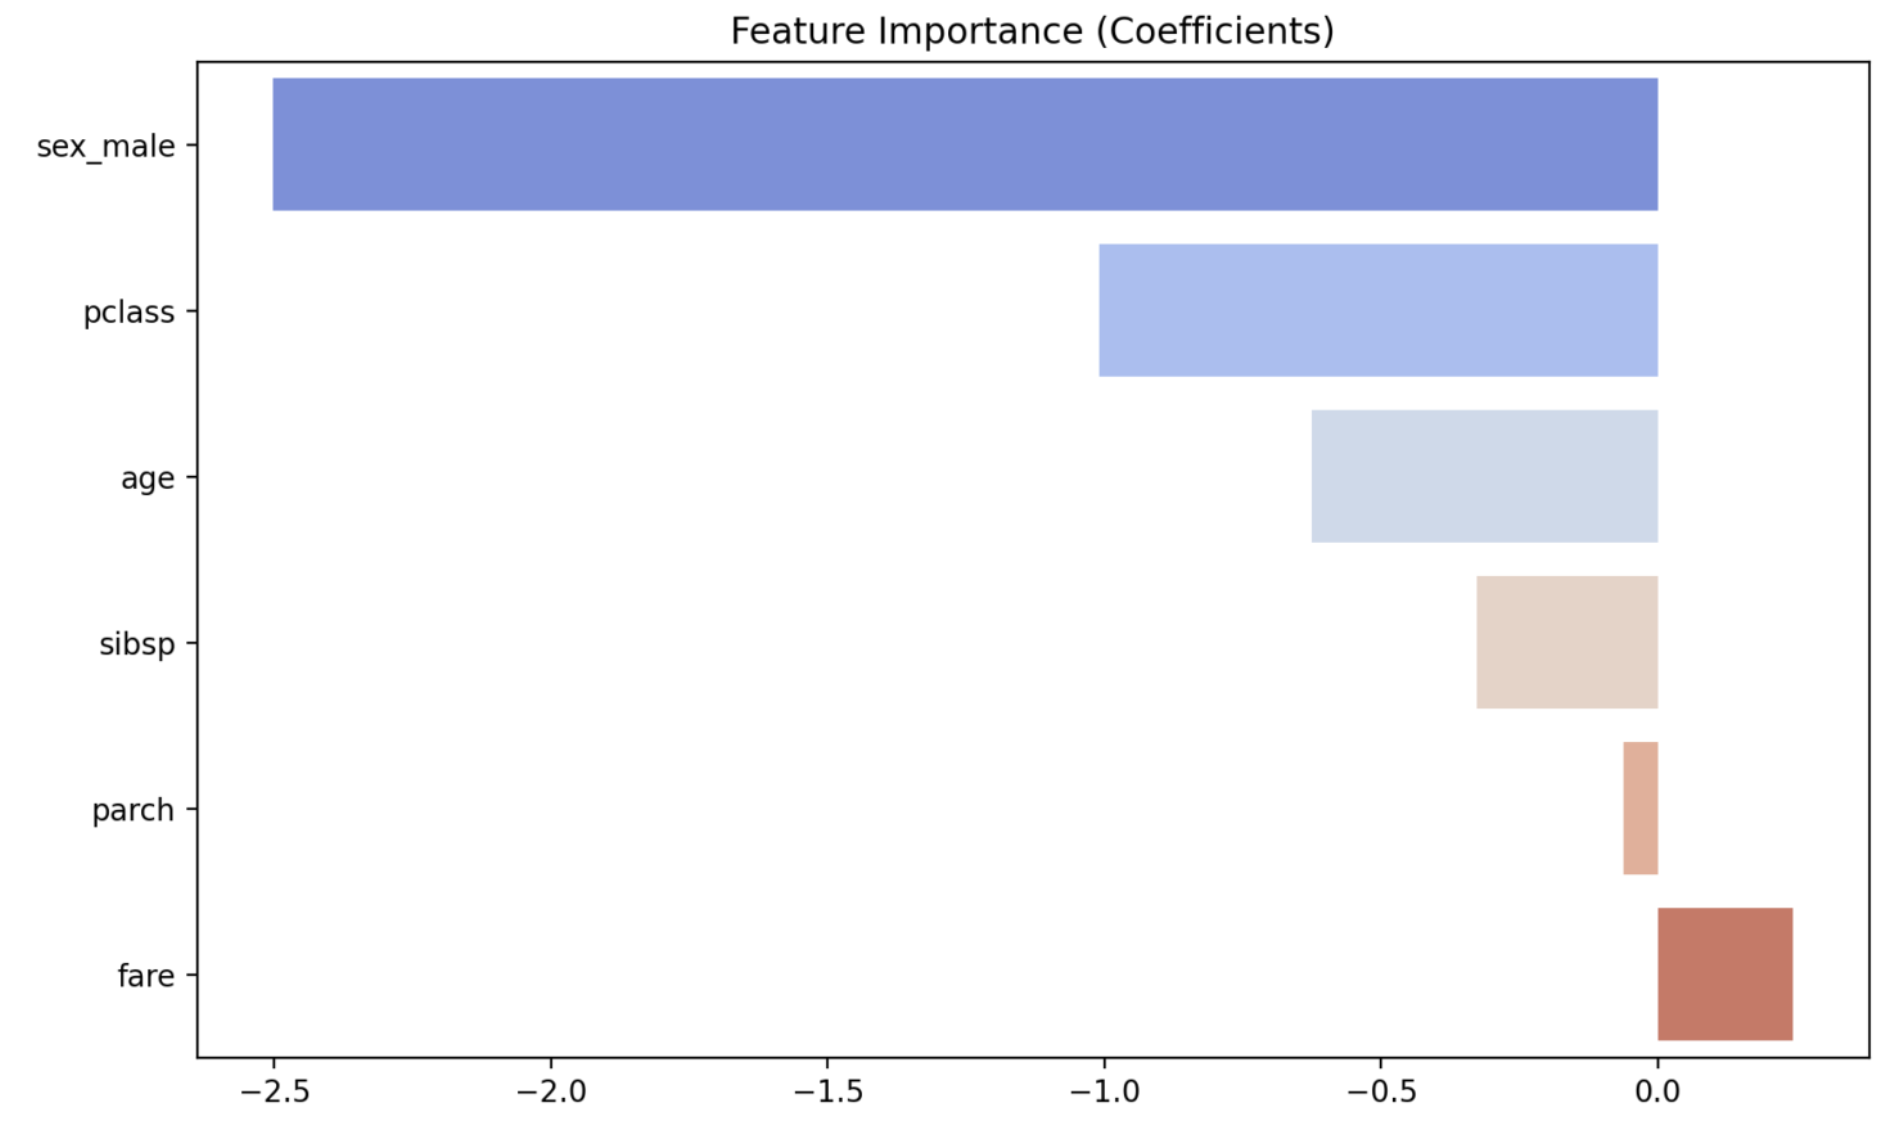 Feature Importance (Coefficients)
sex_male
pclass
age
sibsp
parch
fare
−2.5 −2.0 −1.5 −1.0 −0.5 0.0